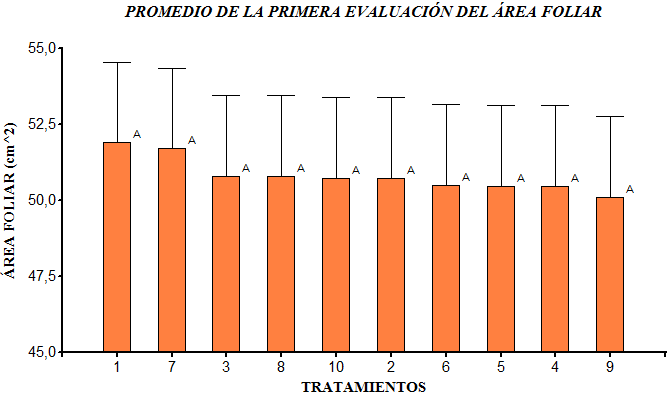 PROMEDIO DE LA PRIMERA EVALUACIÓN DEL ÁREA FOLIAR
55,0
52,5
50,0
47,5
45,0
ÁREA FOLIAR (cm^2)
A A A A A A A A A A
1 7 3 8 10 2 6 5 4 9
TRATAMIENTOS